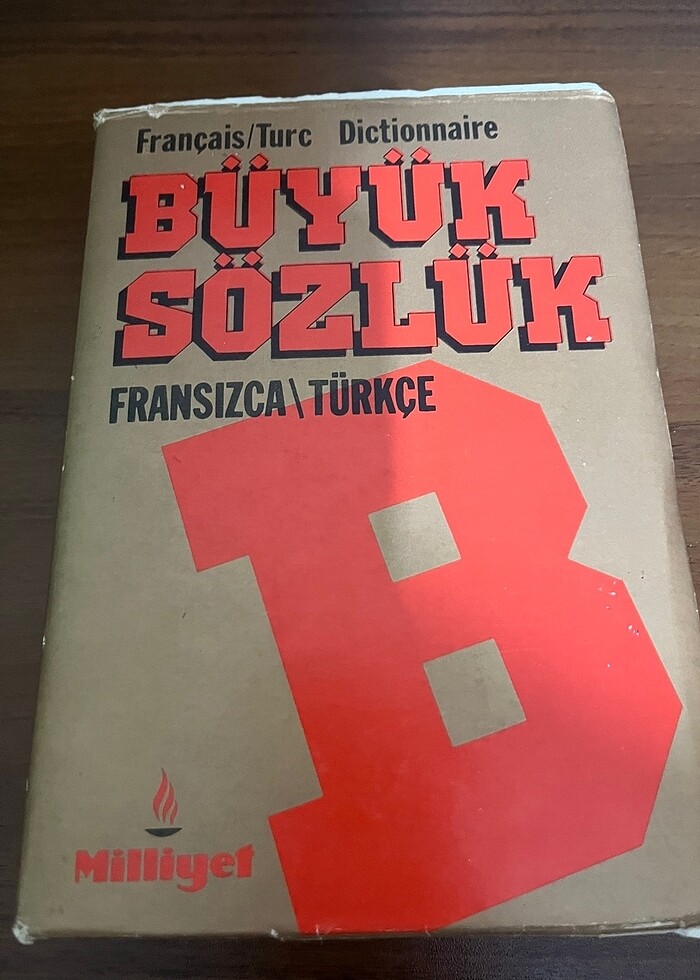 Français/Turc Dictionnaire
BÜYÜK
SÖZLÜK
FRANSIZCA\TÜRKÇE
B
Milliyet